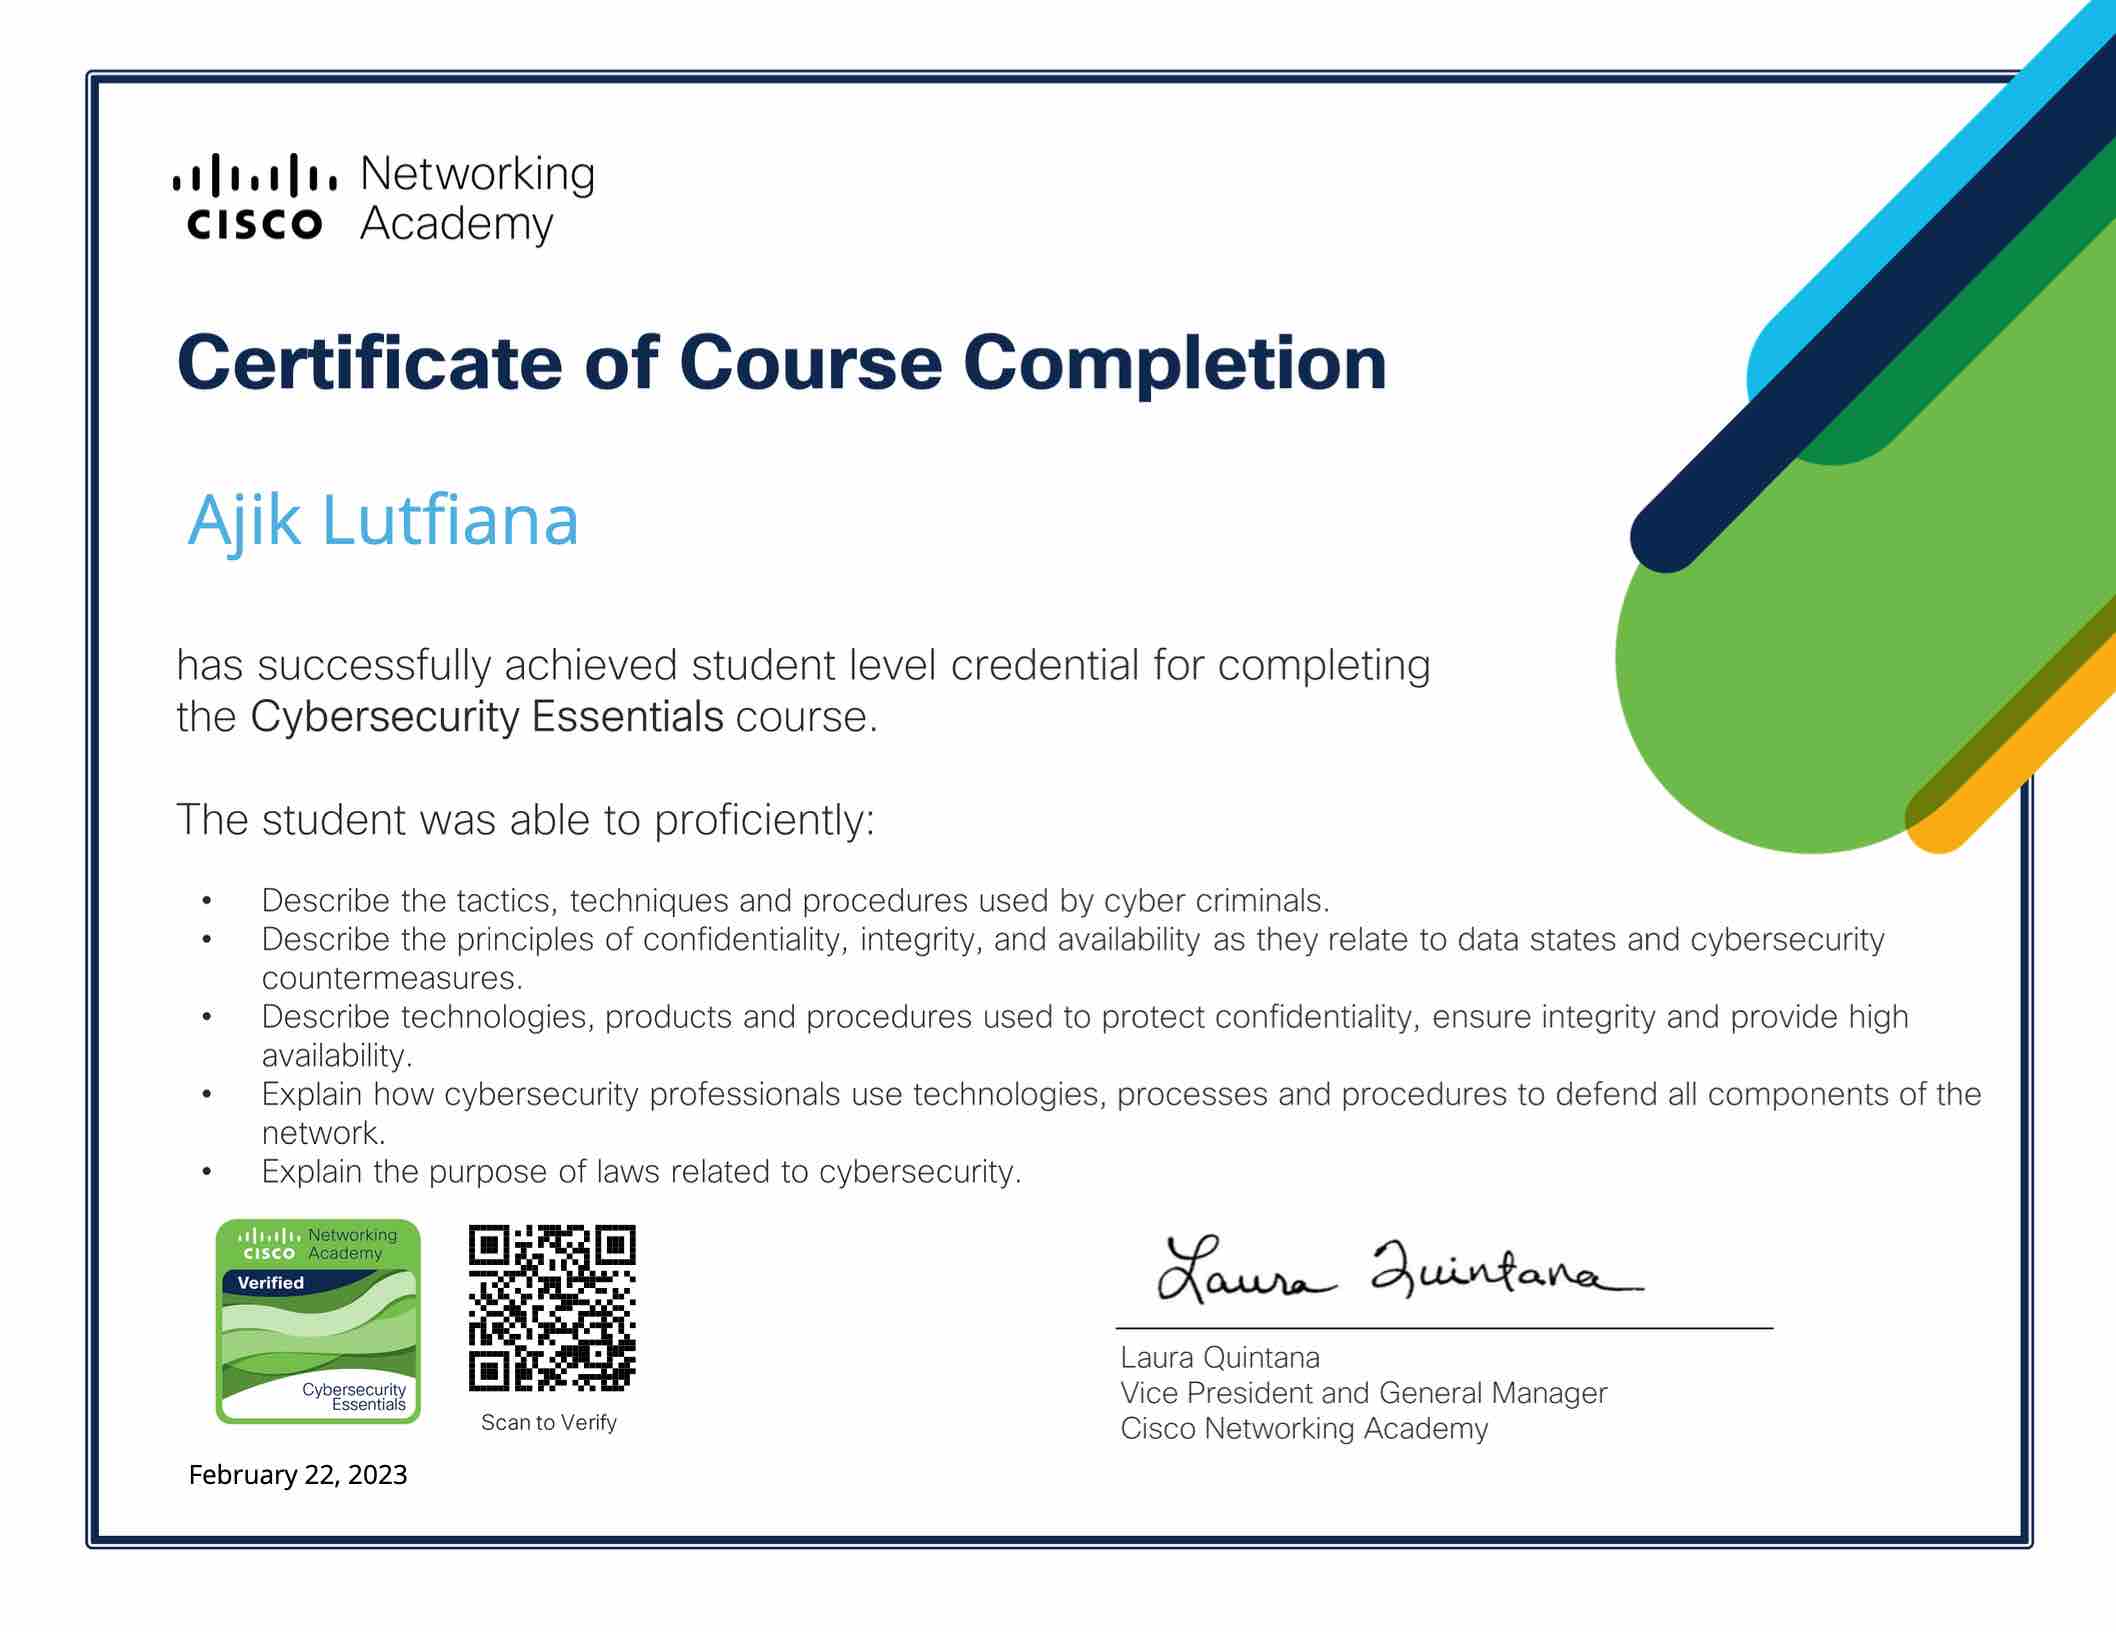 CISCO Networking Academy
Certificate of Course Completion
Ajik Lutfiana
has successfully achieved student level credential for completing
the Cybersecurity Essentials course.
The student was able to proficiently:
• Describe the tactics, techniques and procedures used by cyber criminals.
• Describe the principles of confidentiality, integrity, and availability as they relate to data states and cybersecurity
countermeasures.
• Describe technologies, products and procedures used to protect confidentiality, ensure integrity and provide high
availability.
• Explain how cybersecurity professionals use technologies, processes and procedures to defend all components of the
network.
• Explain the purpose of laws related to cybersecurity.
CISCO Networking Academy
Verified
Cybersecurity
Essentials
Scan to Verify
February 22, 2023
Laura Quintana
Laura Quintana
Vice President and General Manager
Cisco Networking Academy